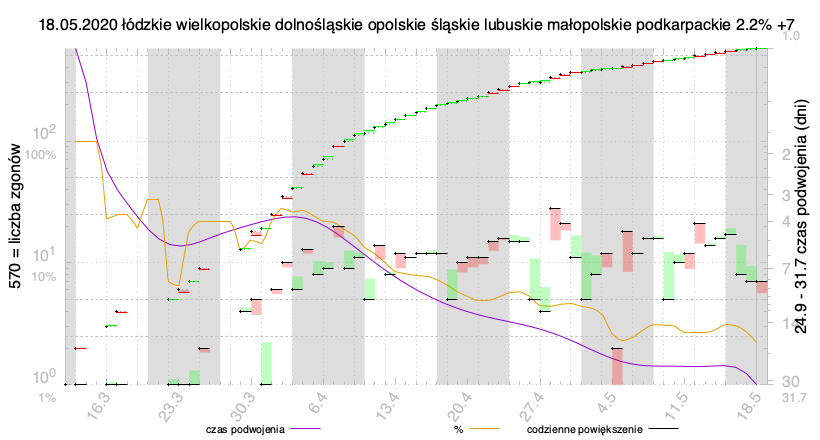 18.05.2020 łódzkie wielkopolskie dolnośląskie opolskie śląskie lubuskie małopolskie podkarpackie 2.2% +7
570 = liczba zgonów
10² 100%
10¹ 10%
10⁰ 1%
1.0
2
3
4
7
14
30
31.7
24.9 - 31.7 czas podwojenia (dni)
16.3 23.3 30.3 6.4 13.4 20.4 27.4 4.5 11.5 18.5
czas podwojenia % codzienne powiększenie